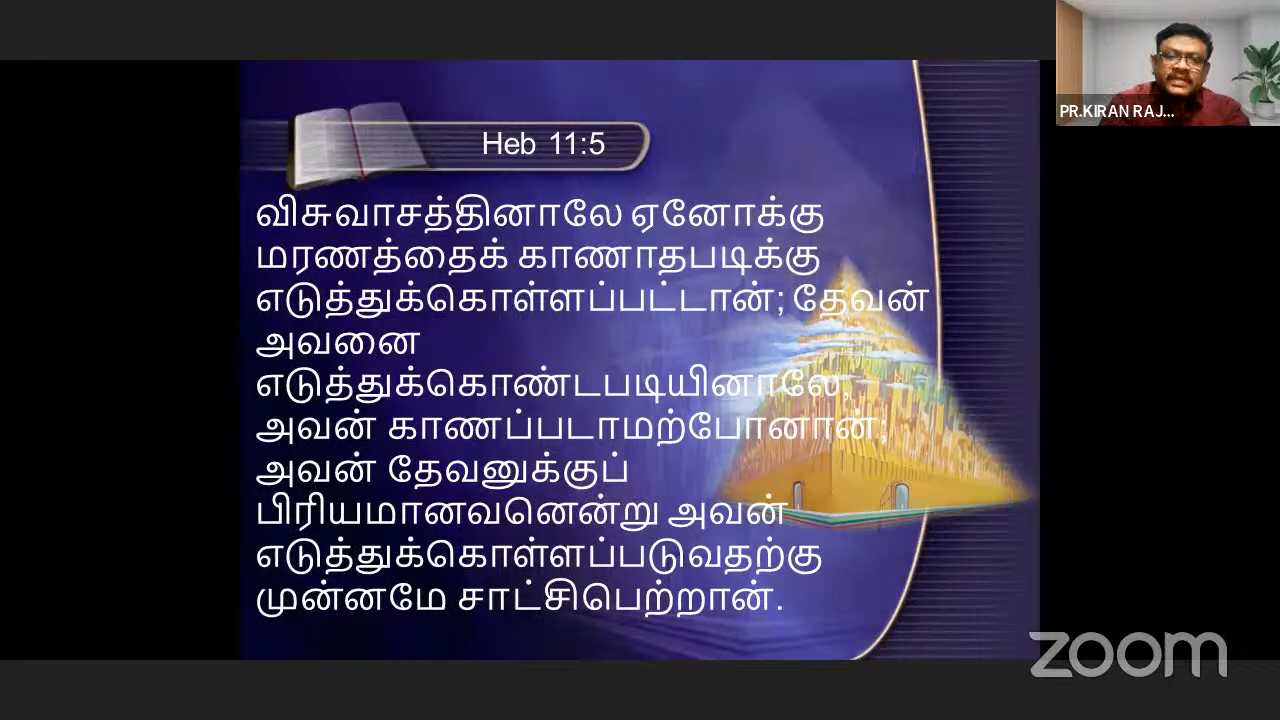 PR.KIRAN RAJ...
Heb 11:5
விசுவாசத்தினாலே ஏனோக்கு
மரணத்தைக் காணாதபடிக்கு
எடுத்துக்கொள்ளப்பட்டான்; தேவன்
அவனை
எடுத்துக்கொண்டபடியினாலே,
அவன் காணப்படாமற்போனான்;
அவன் தேவனுக்குப்
பிரியமானவனென்று அவன்
எடுத்துக்கொள்ளப்படுவதற்கு
முன்னமே சாட்சிபெற்றான்.
zoom